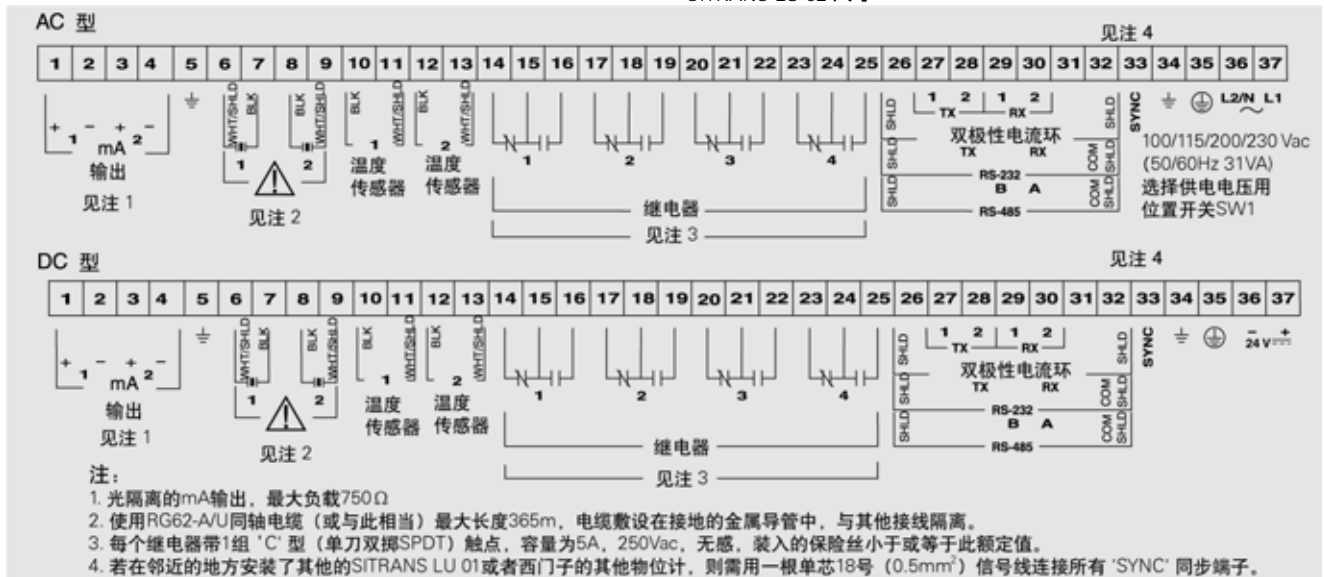 AC 型
见注 4
1 2 3 4 5 6 7 8 9 10 11 12 13 14 15 16 17 18 19 20 21 22 23 24 25 26 27 28 29 30 31 32 33 34 35 36 37
WHT/SHLD BLK BLK WHT/SHLD BLK WHT/SHLD BLK WHT/SHLD SHLD 1 2 1 2 SHLD SYNC L2/N L1
TX RX
+ 1 - + 2 -
mA
输出
见注 1
1 2
见注 2
1
温度
传感器
2
温度
传感器
1 2 3 4
继电器
见注 3
双极性电流环
SHLD TX RX COM SHLD
RS-232
SHLD B A COM SHLD
RS-485
100/115/200/230 Vac
(50/60Hz 31VA)
选择供电电压用
位置开关SW1
DC 型
见注 4
1 2 3 4 5 6 7 8 9 10 11 12 13 14 15 16 17 18 19 20 21 22 23 24 25 26 27 28 29 30 31 32 33 34 35 36 37
WHT/SHLD BLK BLK WHT/SHLD BLK WHT/SHLD BLK WHT/SHLD SHLD 1 2 1 2 SHLD SYNC - +
24 V
TX RX
+ 1 - + 2 -
mA
输出
见注 1
1 2
见注 2
1
温度
传感器
2
温度
传感器
1 2 3 4
继电器
见注 3
双极性电流环
SHLD TX RX COM SHLD
RS-232
SHLD B A COM SHLD
RS-485
注：
1. 光隔离的mA输出，最大负载750Ω
2. 使用RG62-A/U同轴电缆（或与此相当）最大长度365m，电缆敷设在接地的金属导管中，与其他接线隔离。
3. 每个继电器带1组 'C' 型（单刀双掷SPDT）触点，容量为5A，250Vac，无感，装入的保险丝小于或等于此额定值。
4. 若在邻近的地方安装了其他的SITRANS LU 01或者西门子的其他物位计，则需用一根单芯18号（0.5mm²）信号线连接所有 'SYNC' 同步端子。